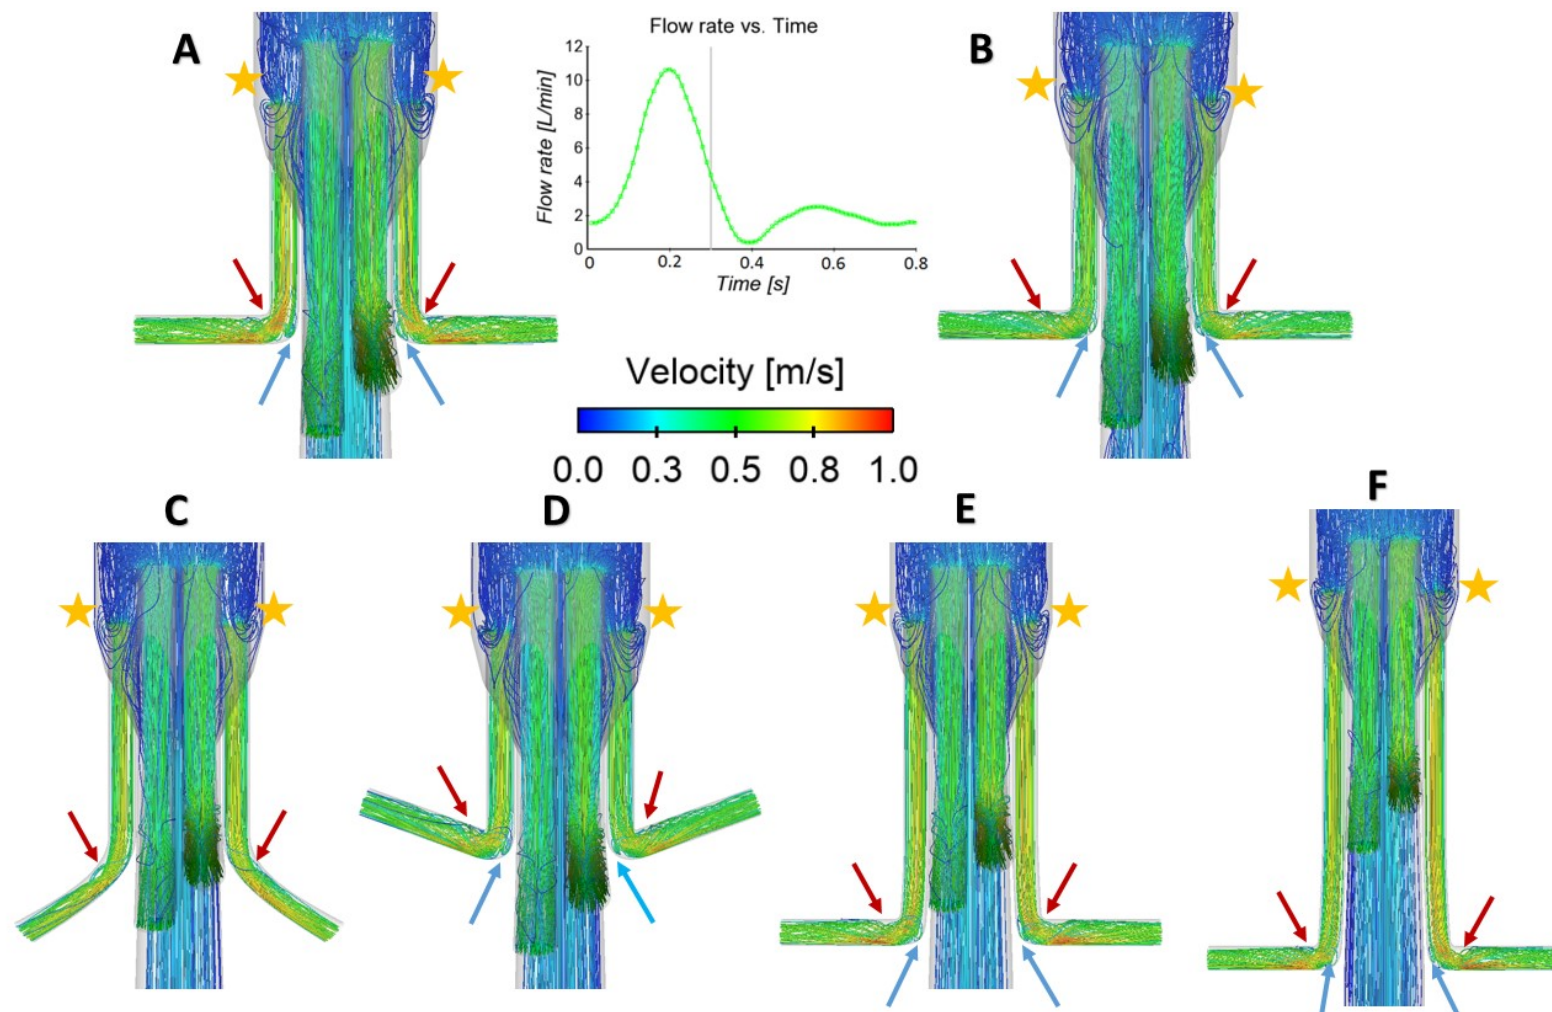 A
Flow rate vs. Time
Flow rate [L/min]
12
10
8
6
4
2
0
0 0.2 0.4 0.6 0.8
Time [s]
B
Velocity [m/s]
0.0 0.3 0.5 0.8 1.0
C
D
E
F